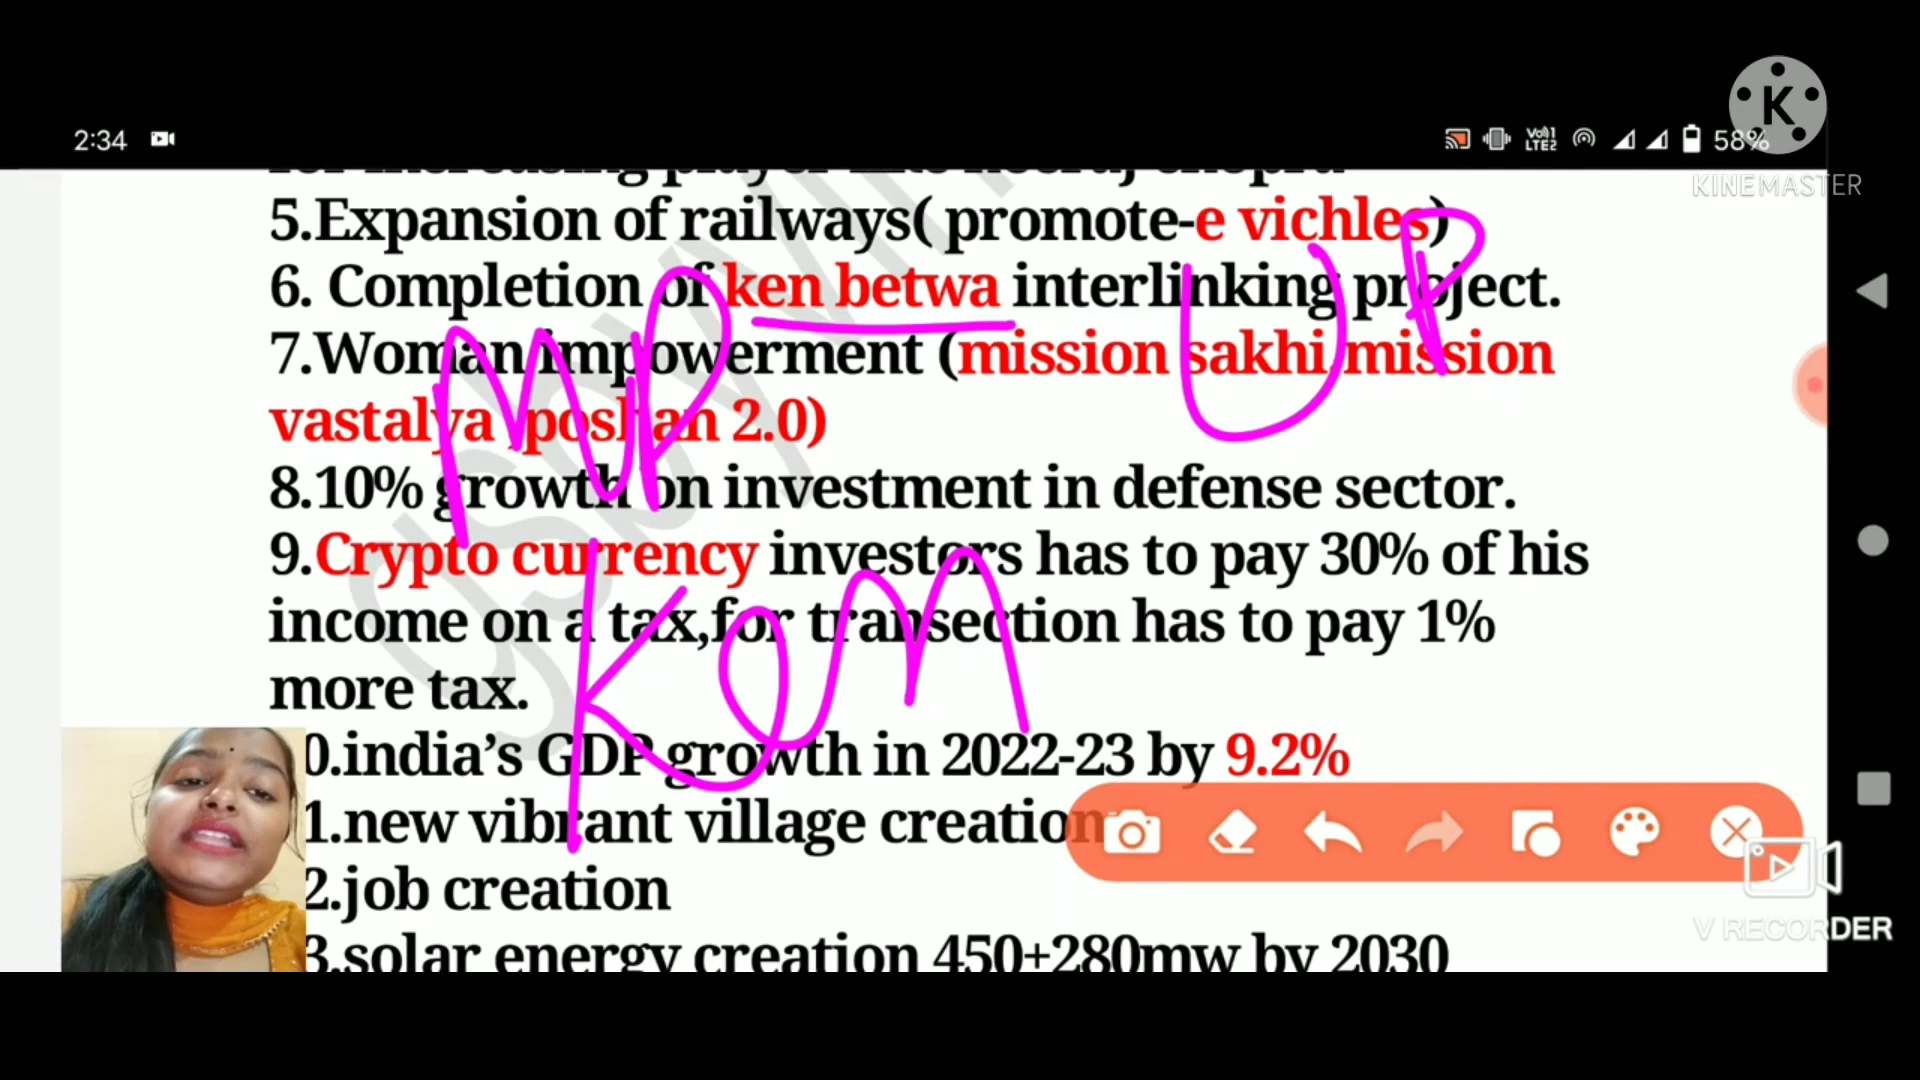 2:34
Vo)) 1
LTE2
58%
KINEMASTER
5.Expansion of railways( promote-e vichles)
6. Completion of ken betwa interlinking project.
7.Woman impowerment (mission sakhi,mission
vastalya ,poshan 2.0)
8.10% growth on investment in defense sector.
9.Crypto currency investors has to pay 30% of his
income on a tax,for transection has to pay 1%
more tax.
0.india’s GDP growth in 2022-23 by 9.2%
1.new vibrant village creation
2.job creation
3.solar energy creation 450+280mw by 2030
MP
UP
Ken
K
V RECORDER